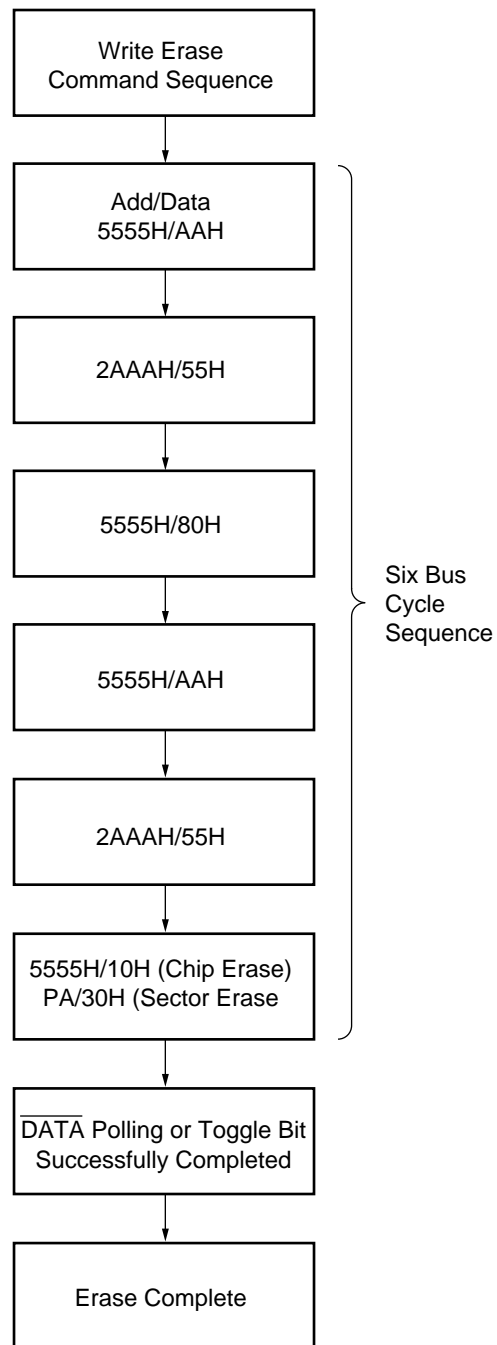 Write Erase
Command Sequence
Add/Data
5555H/AAH
2AAAH/55H
5555H/80H
5555H/AAH
2AAAH/55H
5555H/10H (Chip Erase)
PA/30H (Sector Erase
Six Bus
Cycle
Sequence
D̅A̅T̅A̅ Polling or Toggle Bit
Successfully Completed
Erase Complete